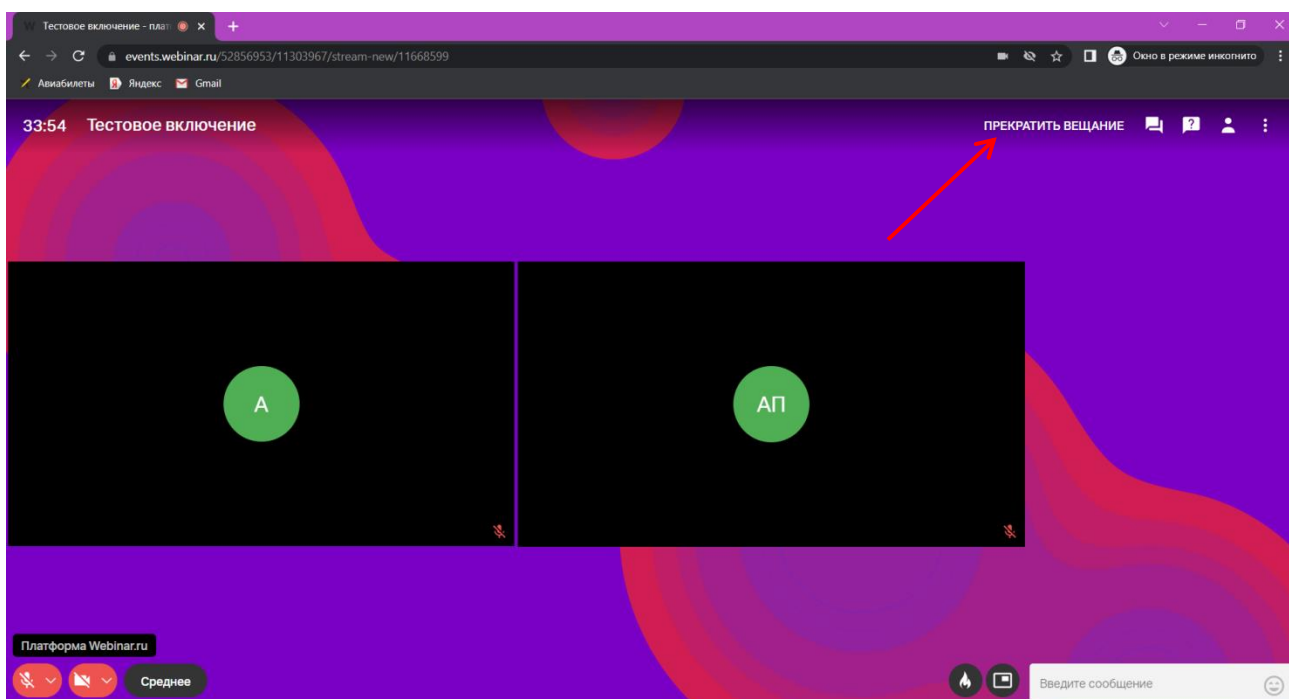 Тестовое включение - плат
events.webinar.ru/52856953/11303967/stream-new/11668599
Окно в режиме инкогнито
Авиабилеты Яндекс Gmail
33:54 Тестовое включение
ПРЕКРАТИТЬ ВЕЩАНИЕ
А
АП
Платформа Webinar.ru
Среднее
Введите сообщение